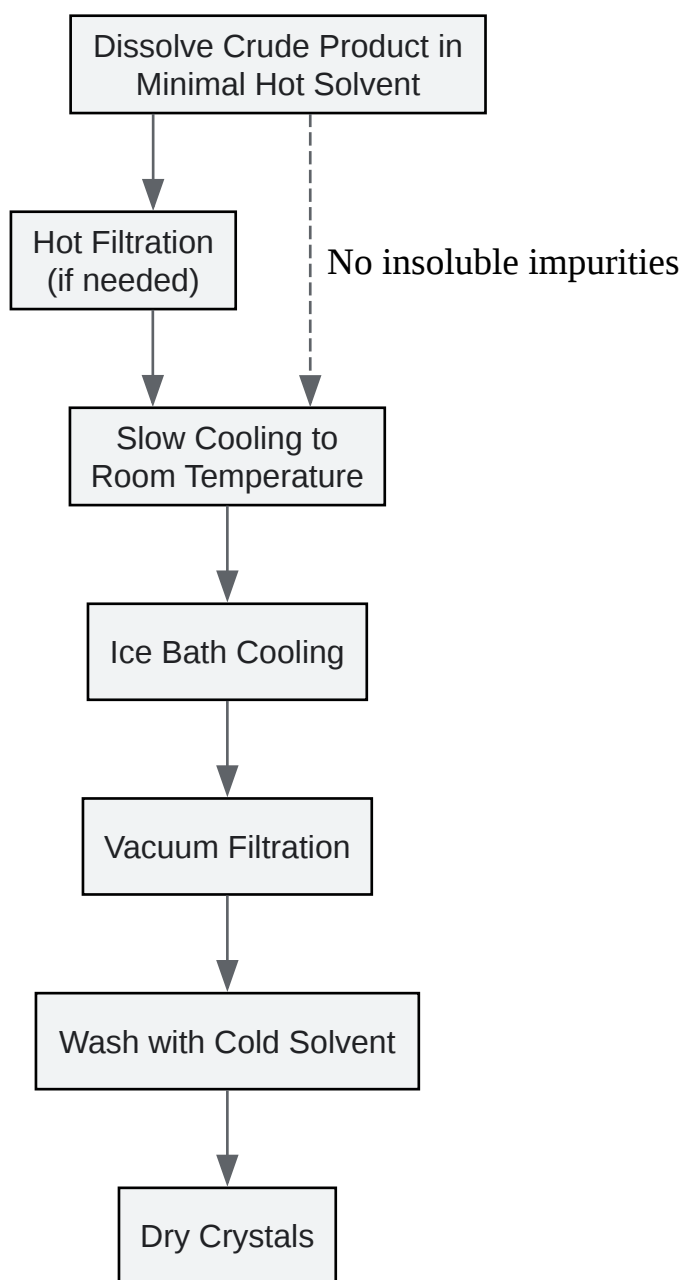 Dissolve Crude Product in
Minimal Hot Solvent
Hot Filtration
(if needed)
No insoluble impurities
Slow Cooling to
Room Temperature
Ice Bath Cooling
Vacuum Filtration
Wash with Cold Solvent
Dry Crystals